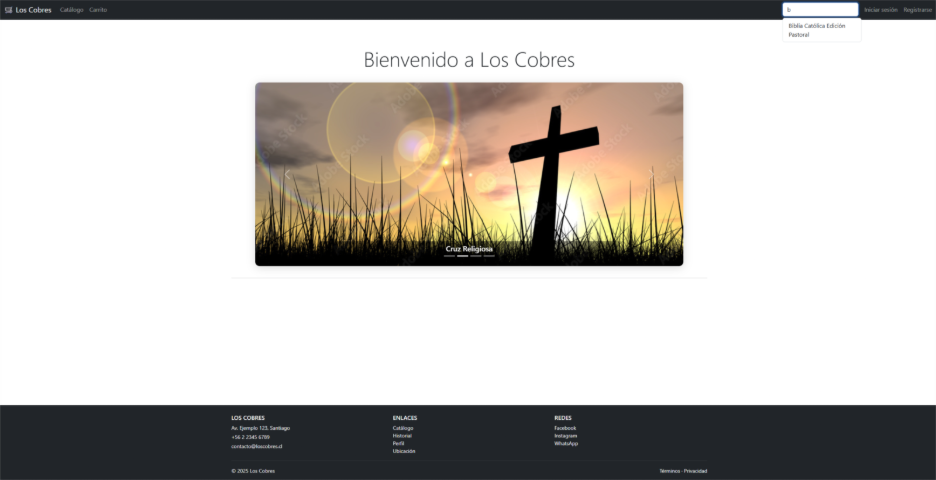 Los Cobres
Catálogo
Carrito
b
Iniciar sesión
Registrarse
Biblia Católica Edición
Pastoral
Bienvenido a Los Cobres
Adobe Stock
Cruz Religiosa
LOS COBRES
Av. Ejemplo 123, Santiago
+56 2 2345 6789
contacto@loscobres.cl
ENLACES
Catálogo
Historial
Perfil
Ubicación
REDES
Facebook
Instagram
WhatsApp
© 2025 Los Cobres
Términos · Privacidad